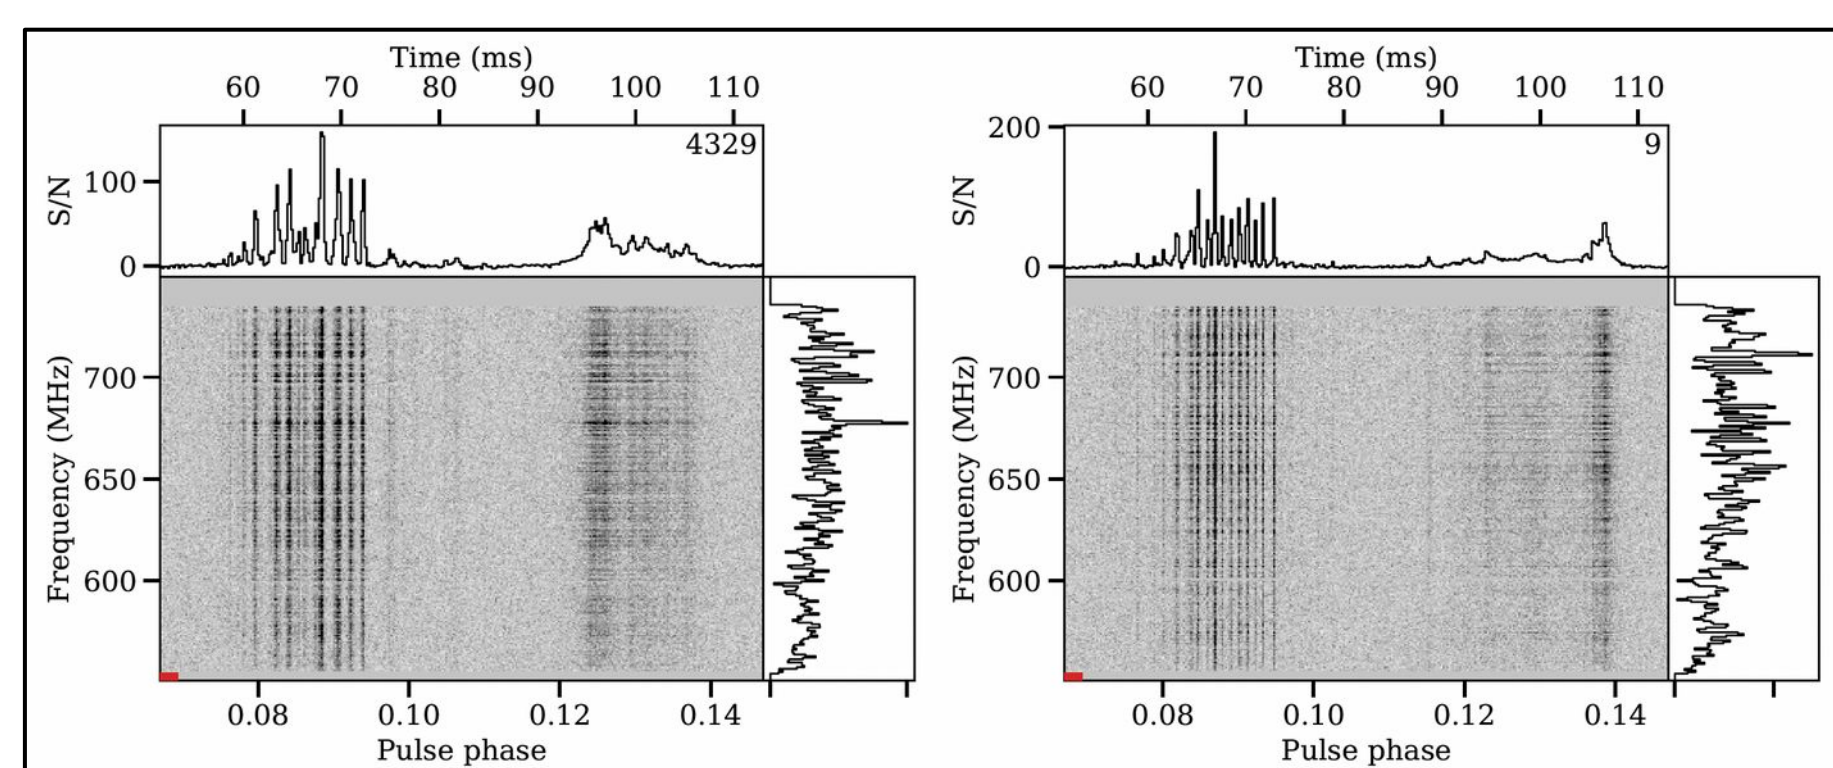 Time (ms)
60 70 80 90 100 110
4329
S/N
100
0
Frequency (MHz)
700
650
600
0.08 0.10 0.12 0.14
Pulse phase
Time (ms)
60 70 80 90 100 110
9
S/N
200
0
Frequency (MHz)
700
650
600
0.08 0.10 0.12 0.14
Pulse phase